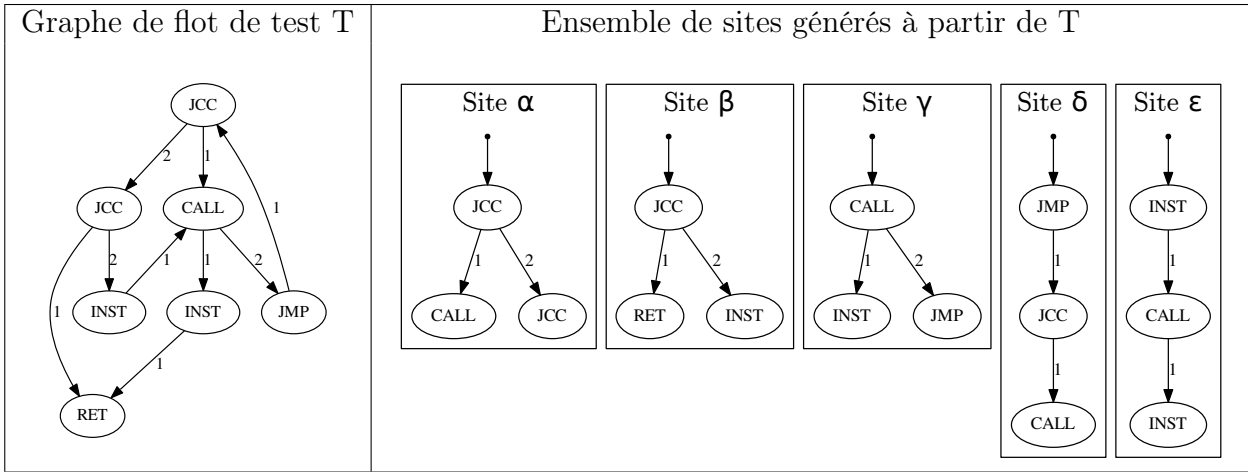 Graphe de flot de test T
Ensemble de sites générés à partir de T
JCC
2
1
JCC
CALL
1
2
1
1
2
1
INST
INST
JMP
1
RET
Site α
JCC
1
2
CALL
JCC
Site β
JCC
1
2
RET
INST
Site γ
CALL
1
2
INST
JMP
Site δ
JMP
1
JCC
1
CALL
Site ε
INST
1
CALL
1
INST